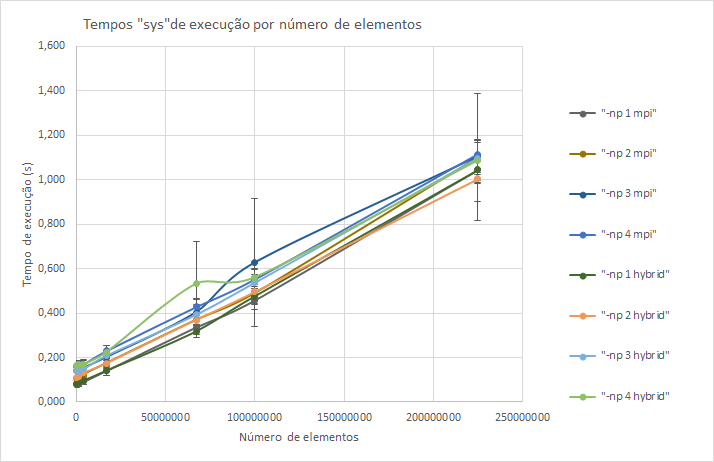 Tempos "sys"de execução por número de elementos
1,600
1,400
1,200
1,000
0,800
0,600
0,400
0,200
0,000
Tempo de execução (s)
0
50000000
100000000
150000000
200000000
250000000
Número de elementos
"-np 1 mpi"
"-np 2 mpi"
"-np 3 mpi"
"-np 4 mpi"
"-np 1 hybrid"
"-np 2 hybrid"
"-np 3 hybrid"
"-np 4 hybrid"